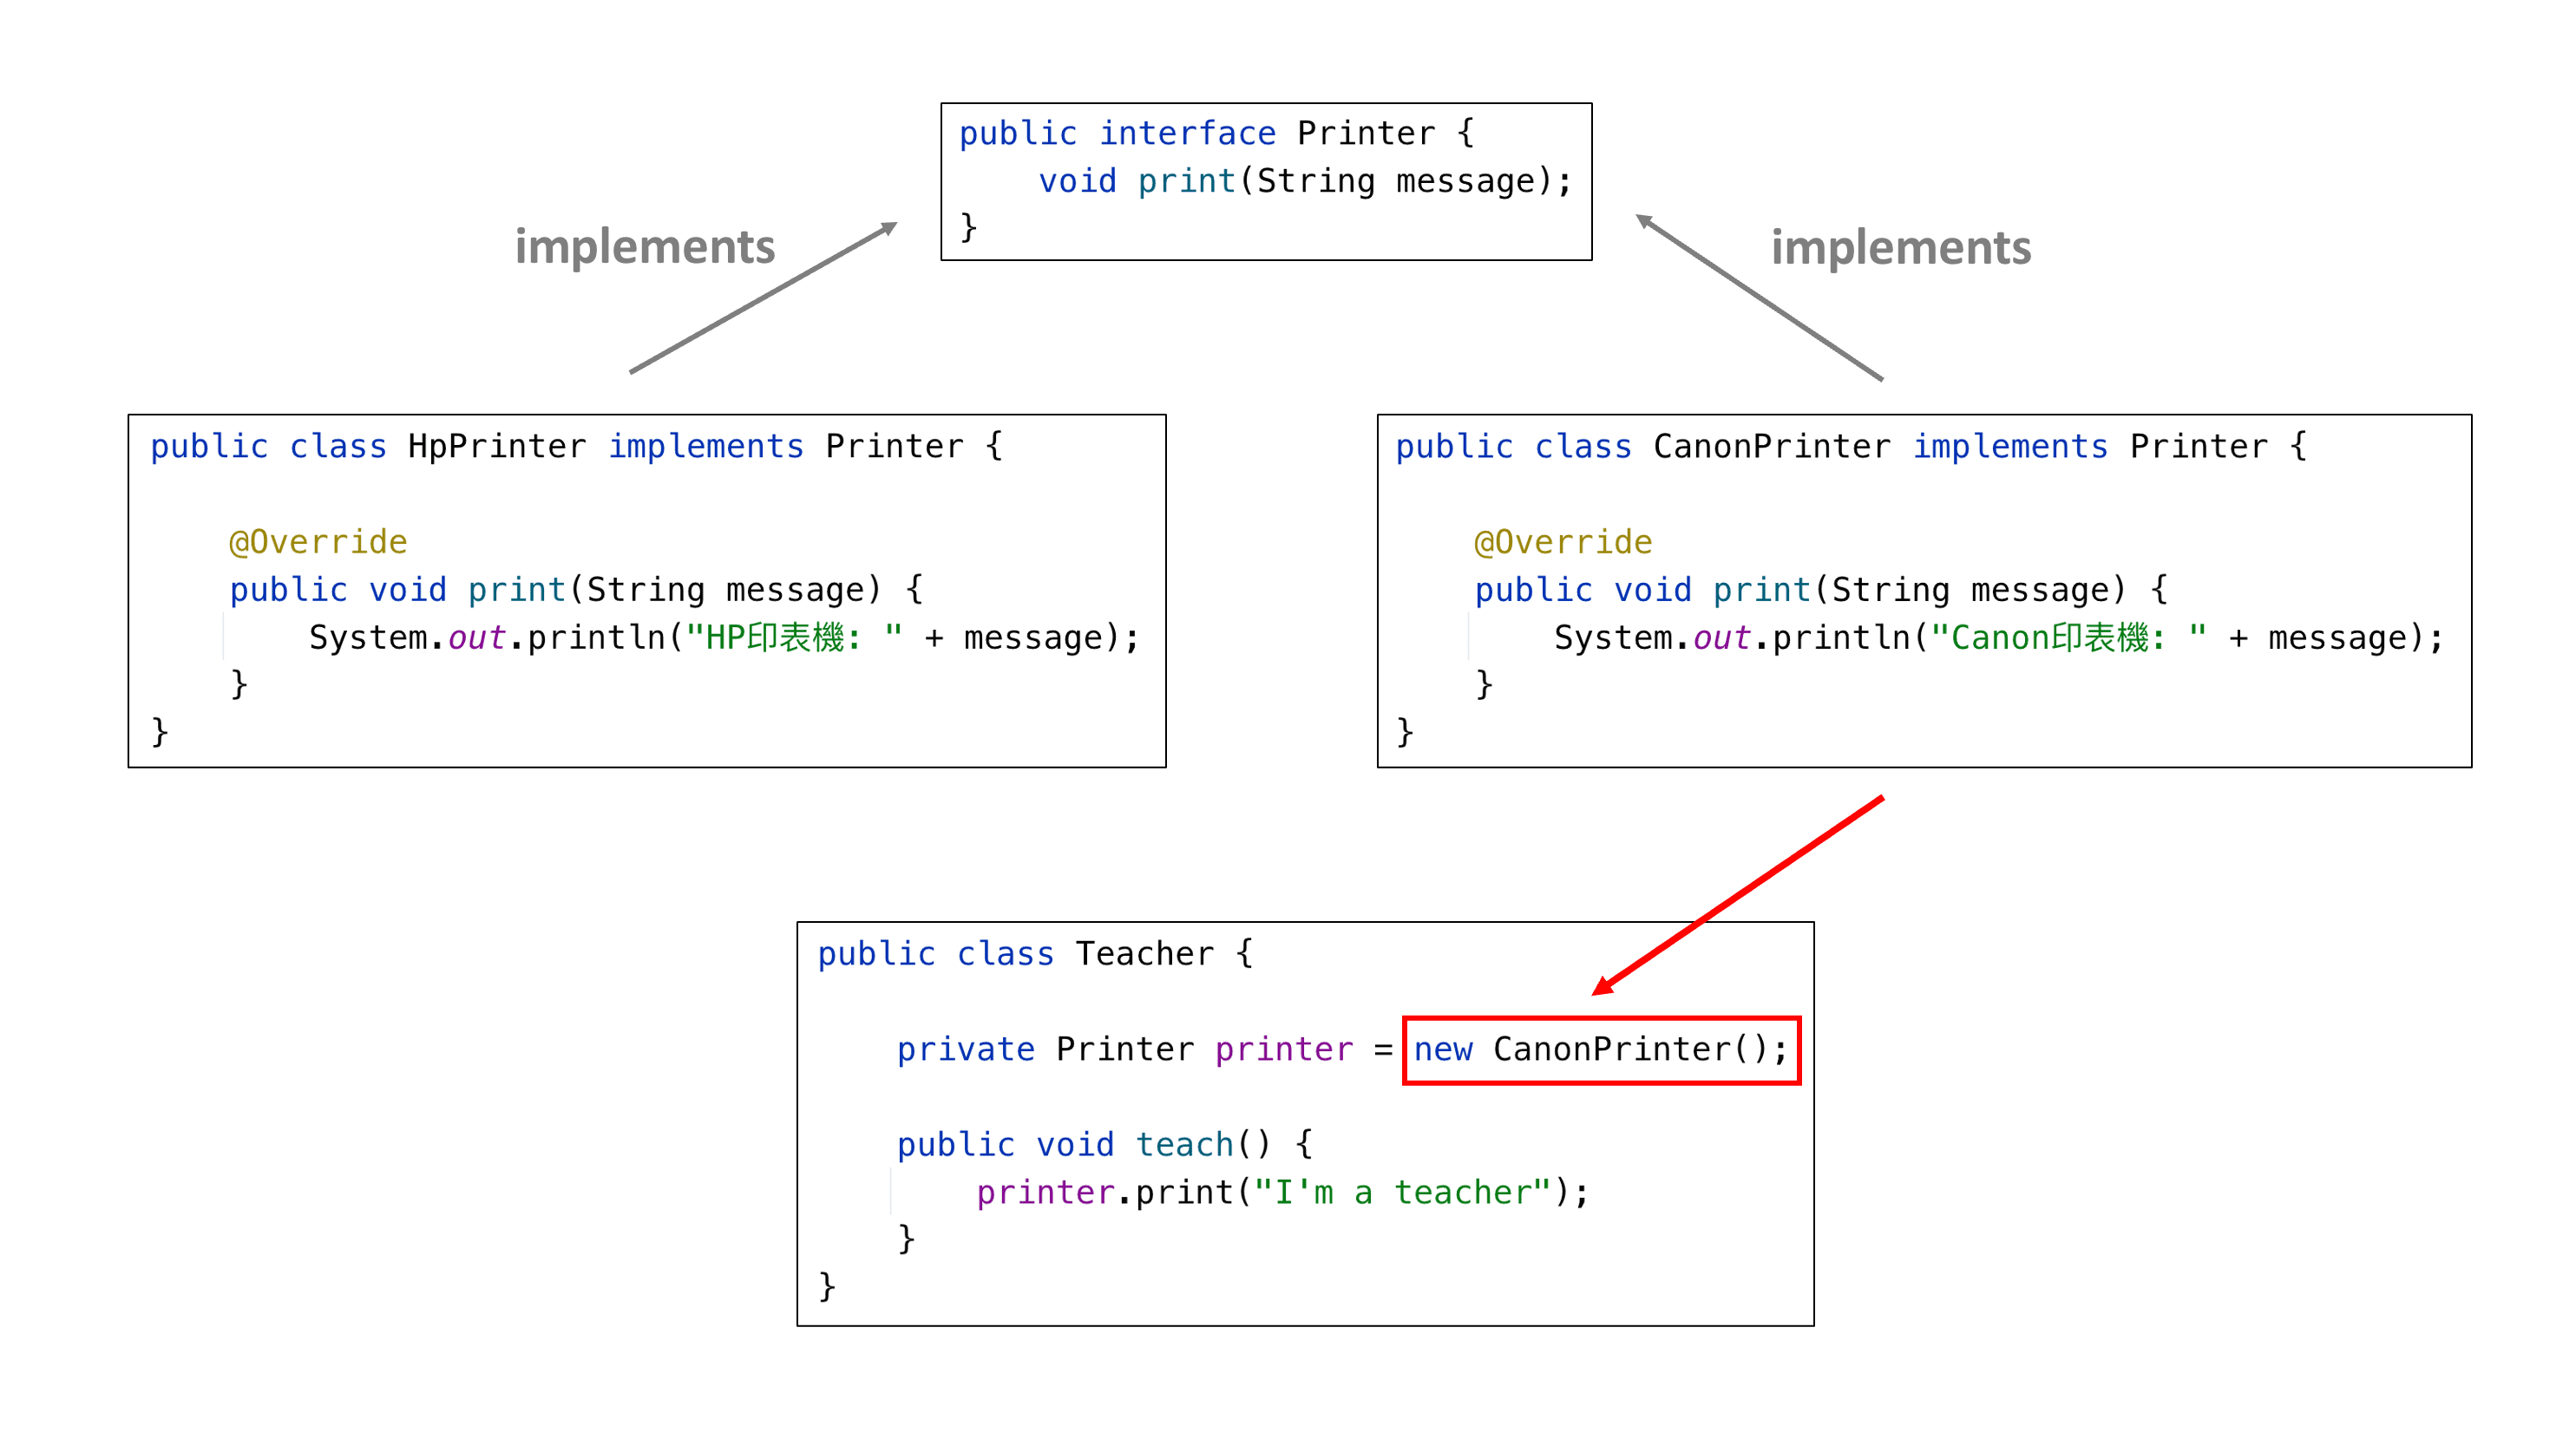 public interface Printer {
void print(String message);
}
implements
implements
public class HpPrinter implements Printer {
@Override
public void print(String message) {
System.out.println("HP印表機: " + message);
}
}
public class CanonPrinter implements Printer {
@Override
public void print(String message) {
System.out.println("Canon印表機: " + message);
}
}
public class Teacher {
private Printer printer = new CanonPrinter();
public void teach() {
printer.print("I'm a teacher");
}
}